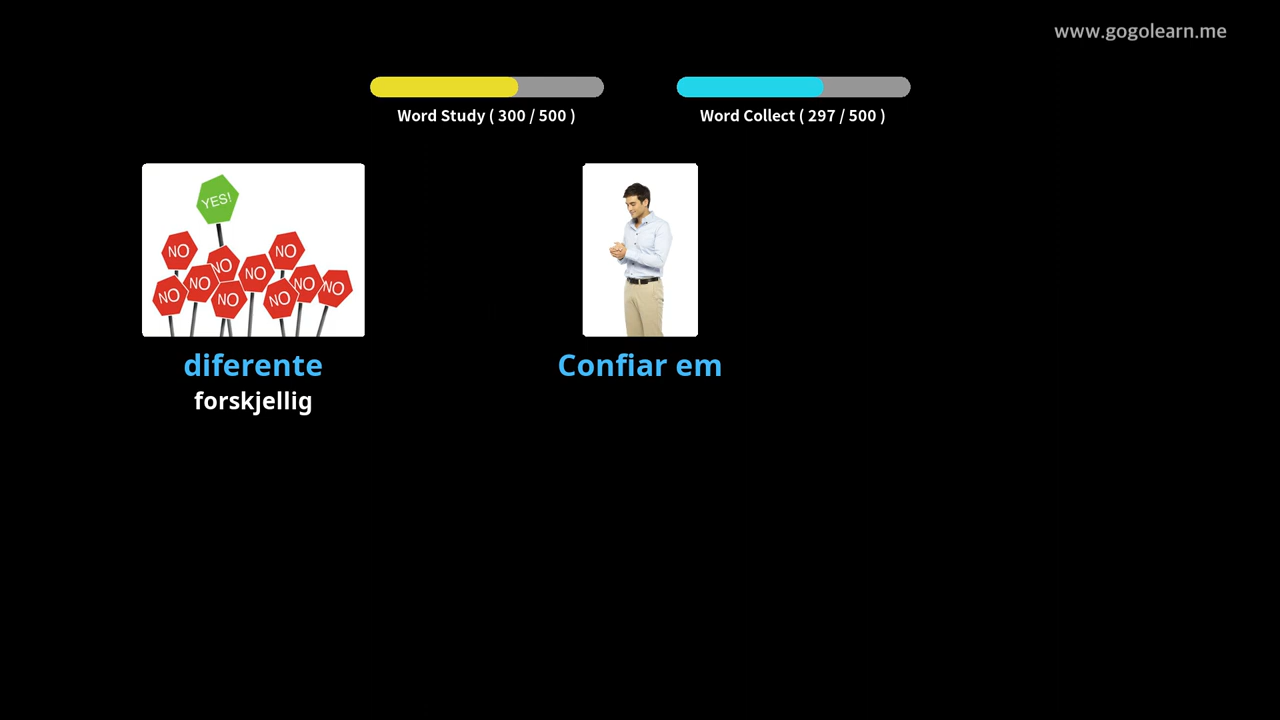 www.gogolearn.me
Word Study ( 300 / 500 )
Word Collect ( 297 / 500 )
YES!
NO
NO
NO
NO
NO
NO
NO
NO
NO
NO
diferente
forskjellig
Confiar em